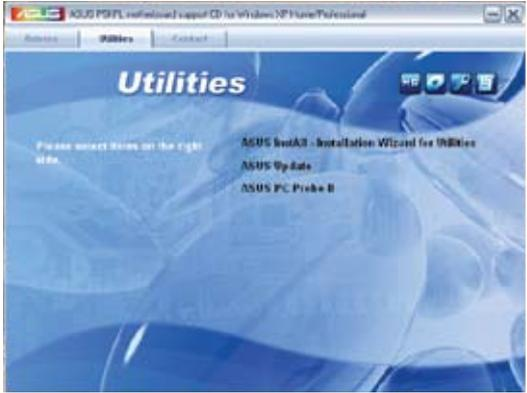 ASUS motherboard support CD for Windows XP Home/Professional
Drivers Utilities Contact
Utilities
Please select items on the right
side.
ASUS InstAll - Installation Wizard for Utilities
ASUS Update
ASUS PC Probe II